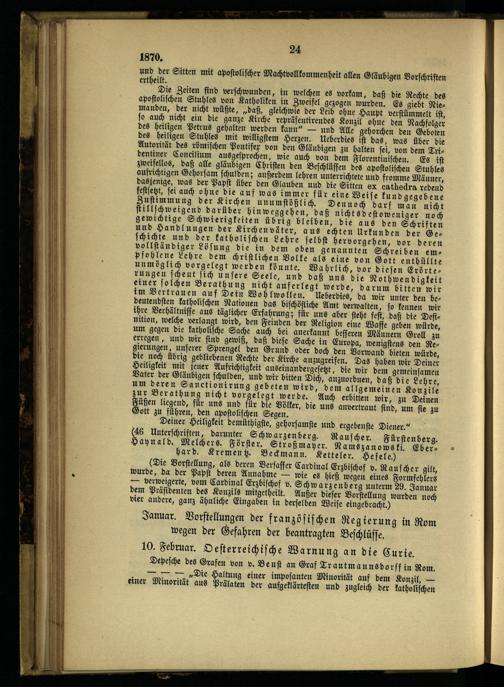 24
1870.
und der Sitten mit apostolischer Machtvollkommenheit allen Gläubigen Vorschriften
ertheilt.
Die Zeiten sind verschwunden, in welchen es vorkam, daß die Rechte des
apostolischen Stuhles von Katholiken in Zweifel gezogen wurden. Es giebt Nie-
manden, der nicht wüßte, „daß, gleichwie der Leib ohne Haupt verstümmelt ist,
so auch nicht ein die ganze Kirche repräsentirendes Konzil ohne den Nachfolger
des heiligen Petrus gehalten werden kann“ — und Alle gehorchen den Geboten
des heiligen Stuhles mit willigstem Herzen. Ueberdies ist das, was über die
Autorität des römischen Pontifex von den Gläubigen zu halten sei, von dem Tri-
dentiner Concilium ausgesprochen, wie auch von dem Florentinischen. Es ist
zweifellos, daß alle gläubigen Christen den Beschlüssen des apostolischen Stuhles
aufrichtigen Gehorsam schulden; außerdem lehren unterrichtete und fromme Männer,
dasjenige, was der Papst über den Glauben und die Sitten ex cathedra redend
festsetzt, sei auch ohne die auf was immer für eine Weise kundgegebene
Zustimmung der Kirchen unumstößlich. Dennoch darf man nicht
stillschweigend darüber hinweggehen, daß nichtsdestoweniger noch
gewichtige Schwierigkeiten übrig bleiben, die aus den Schriften
und Handlungen der Kirchenväter, aus echten Urkunden der Ge-
schichte und der katholischen Lehre selbst hervorgehen, vor deren
vollständiger Lösung die in dem oben genannten Schreiben em-
pfohlene Lehre dem christlichen Volke als eine von Gott enthüllte
unmöglich vorgelegt werden könnte. Wahrlich, vor diesen Erörte-
rungen scheut sich unsere Seele, und daß uns die Nothwendigkeit
einer solchen Berathung nicht auferlegt werde, darum bitten wir
im Vertrauen auf Dein Wohlwollen. Ueberdies, da wir unter den be-
deutendsten katholischen Nationen das bischöfliche Amt verwalten, so kennen wir
ihre Verhältnisse aus täglicher Erfahrung; für uns aber steht fest, daß die Defi-
nition, welche verlangt wird, den Feinden der Religion eine Waffe geben würde,
um gegen die katholische Sache auch bei anerkannt besseren Männern Groll zu
erregen, und wir sind gewiß, daß diese Sache in Europa, wenigstens den Re-
gierungen, unserer Sprengel den Grund oder doch den Vorwand bieten würde,
die noch übrig gebliebenen Rechte der Kirche anzugreifen. Das haben wir Deiner
Heiligkeit mit jener Aufrichtigkeit auseinandergesetzt, die wir dem gemeinsamen
Vater der Gläubigen schulden, und wir bitten Dich, anzuordnen, daß die Lehre,
um deren Sanctionirung gebeten wird, dem allgemeinen Konzile
zur Berathung nicht vorgelegt werde. Auch erbitten wir, zu Deinen
Füßen liegend, für uns und für die Völker, die uns anvertraut sind, um sie zu
Gott zu führen, den apostolischen Segen.
Deiner Heiligkeit demüthigste, gehorsamste und ergebenste Diener.“
(46 Unterschriften, darunter Schwarzenberg. Rauscher. Fürstenberg.
Haynald. Melchers. Förster. Stroßmayer. Namszanowski. Eber-
hard. Krementz. Beckmann. Ketteler. Hefele.)
(Die Vorstellung, als deren Verfasser Cardinal Erzbischof v. Rauscher gilt,
wurde, da der Papst deren Annahme — wie es hieß wegen eines Formfehlers
— verweigerte, vom Cardinal Erzbischof v. Schwarzenberg unterm 29. Januar
dem Präsidenten des Konzils mitgetheilt. Außer dieser Vorstellung wurden noch
vier andere, ganz ähnliche Eingaben in derselben Weise eingebracht.)
Januar. Vorstellungen der französischen Regierung in Rom
wegen der Gefahren der beantragten Beschlüsse.
10. Februar. Oesterreichische Warnung an die Curie.
Depesche des Grafen von v. Beust an Graf Trautmannsdorff in Rom.
— — — „Die Haltung einer imposanten Minorität auf dem Konzil, —
einer Minorität aus Prälaten der aufgeklärtesten und zugleich der katholischen